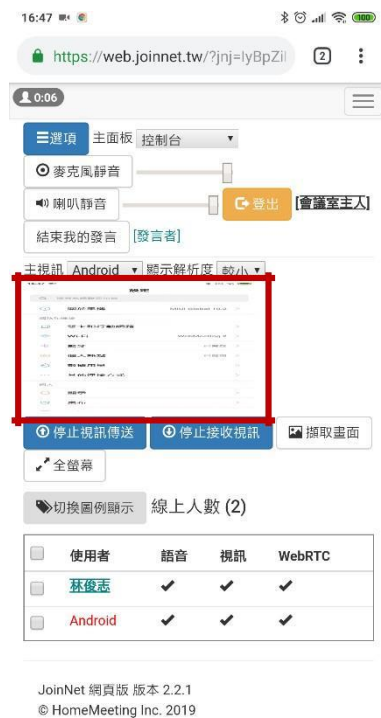 16:47
100
https://web.joinnet.tw/?jnj=IyBpZil
2
0:06
選項 主面板 控制台
麥克風靜音
喇叭靜音 登出 [會議室主人]
結束我的發言 [發言者]
主視訊 Android 顯示解析度 較小
停止視訊傳送 停止接收視訊 擷取畫面
全螢幕
切換圖例顯示 線上人數 (2)
使用者 語音 視訊 WebRTC
林俊志
Android
JoinNet 網頁版 版本 2.2.1
© HomeMeeting Inc. 2019